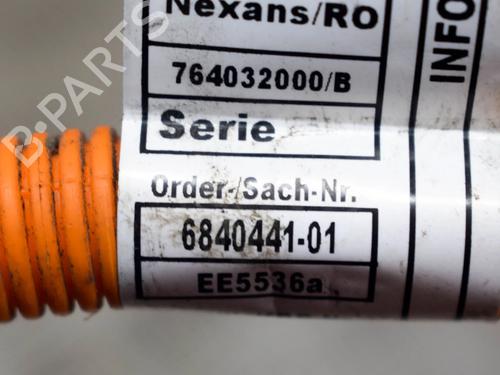 Nexans/RO
764032000/B
Serie
Order-/Sach-Nr.
6840441-01
EE5536a
INFO
B-PARTS